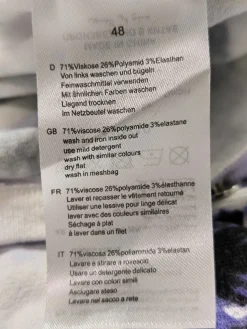 48
D 71%Viskose 26%Polyamid 3%Elasthan
Von links waschen und bügeln
Feinwaschmittel verwenden
Mit ähnlichen Farben waschen
Liegend trocknen
Im Netzbeutel waschen
GB 71%viscose 26%polyamide 3%elastane
wash and iron inside out
use mild detergent
wash with similar colours
dry flat
wash in meshbag
FR 71%viscose 26%polyamide 3%élasthanne
Laver et repasser le vêtement retourné
Utiliser une lessive pour linge délicat
laver avec des couleurs similaires
Séchage à plat
à laver dans un filet
IT 71%viscosa 26%poliammide 3%elastan
Lavare e stirare a rovescio
Usare un detergente delicato
Lavare con colori simili
Asciugare steso
Lavare nel sacco a rete